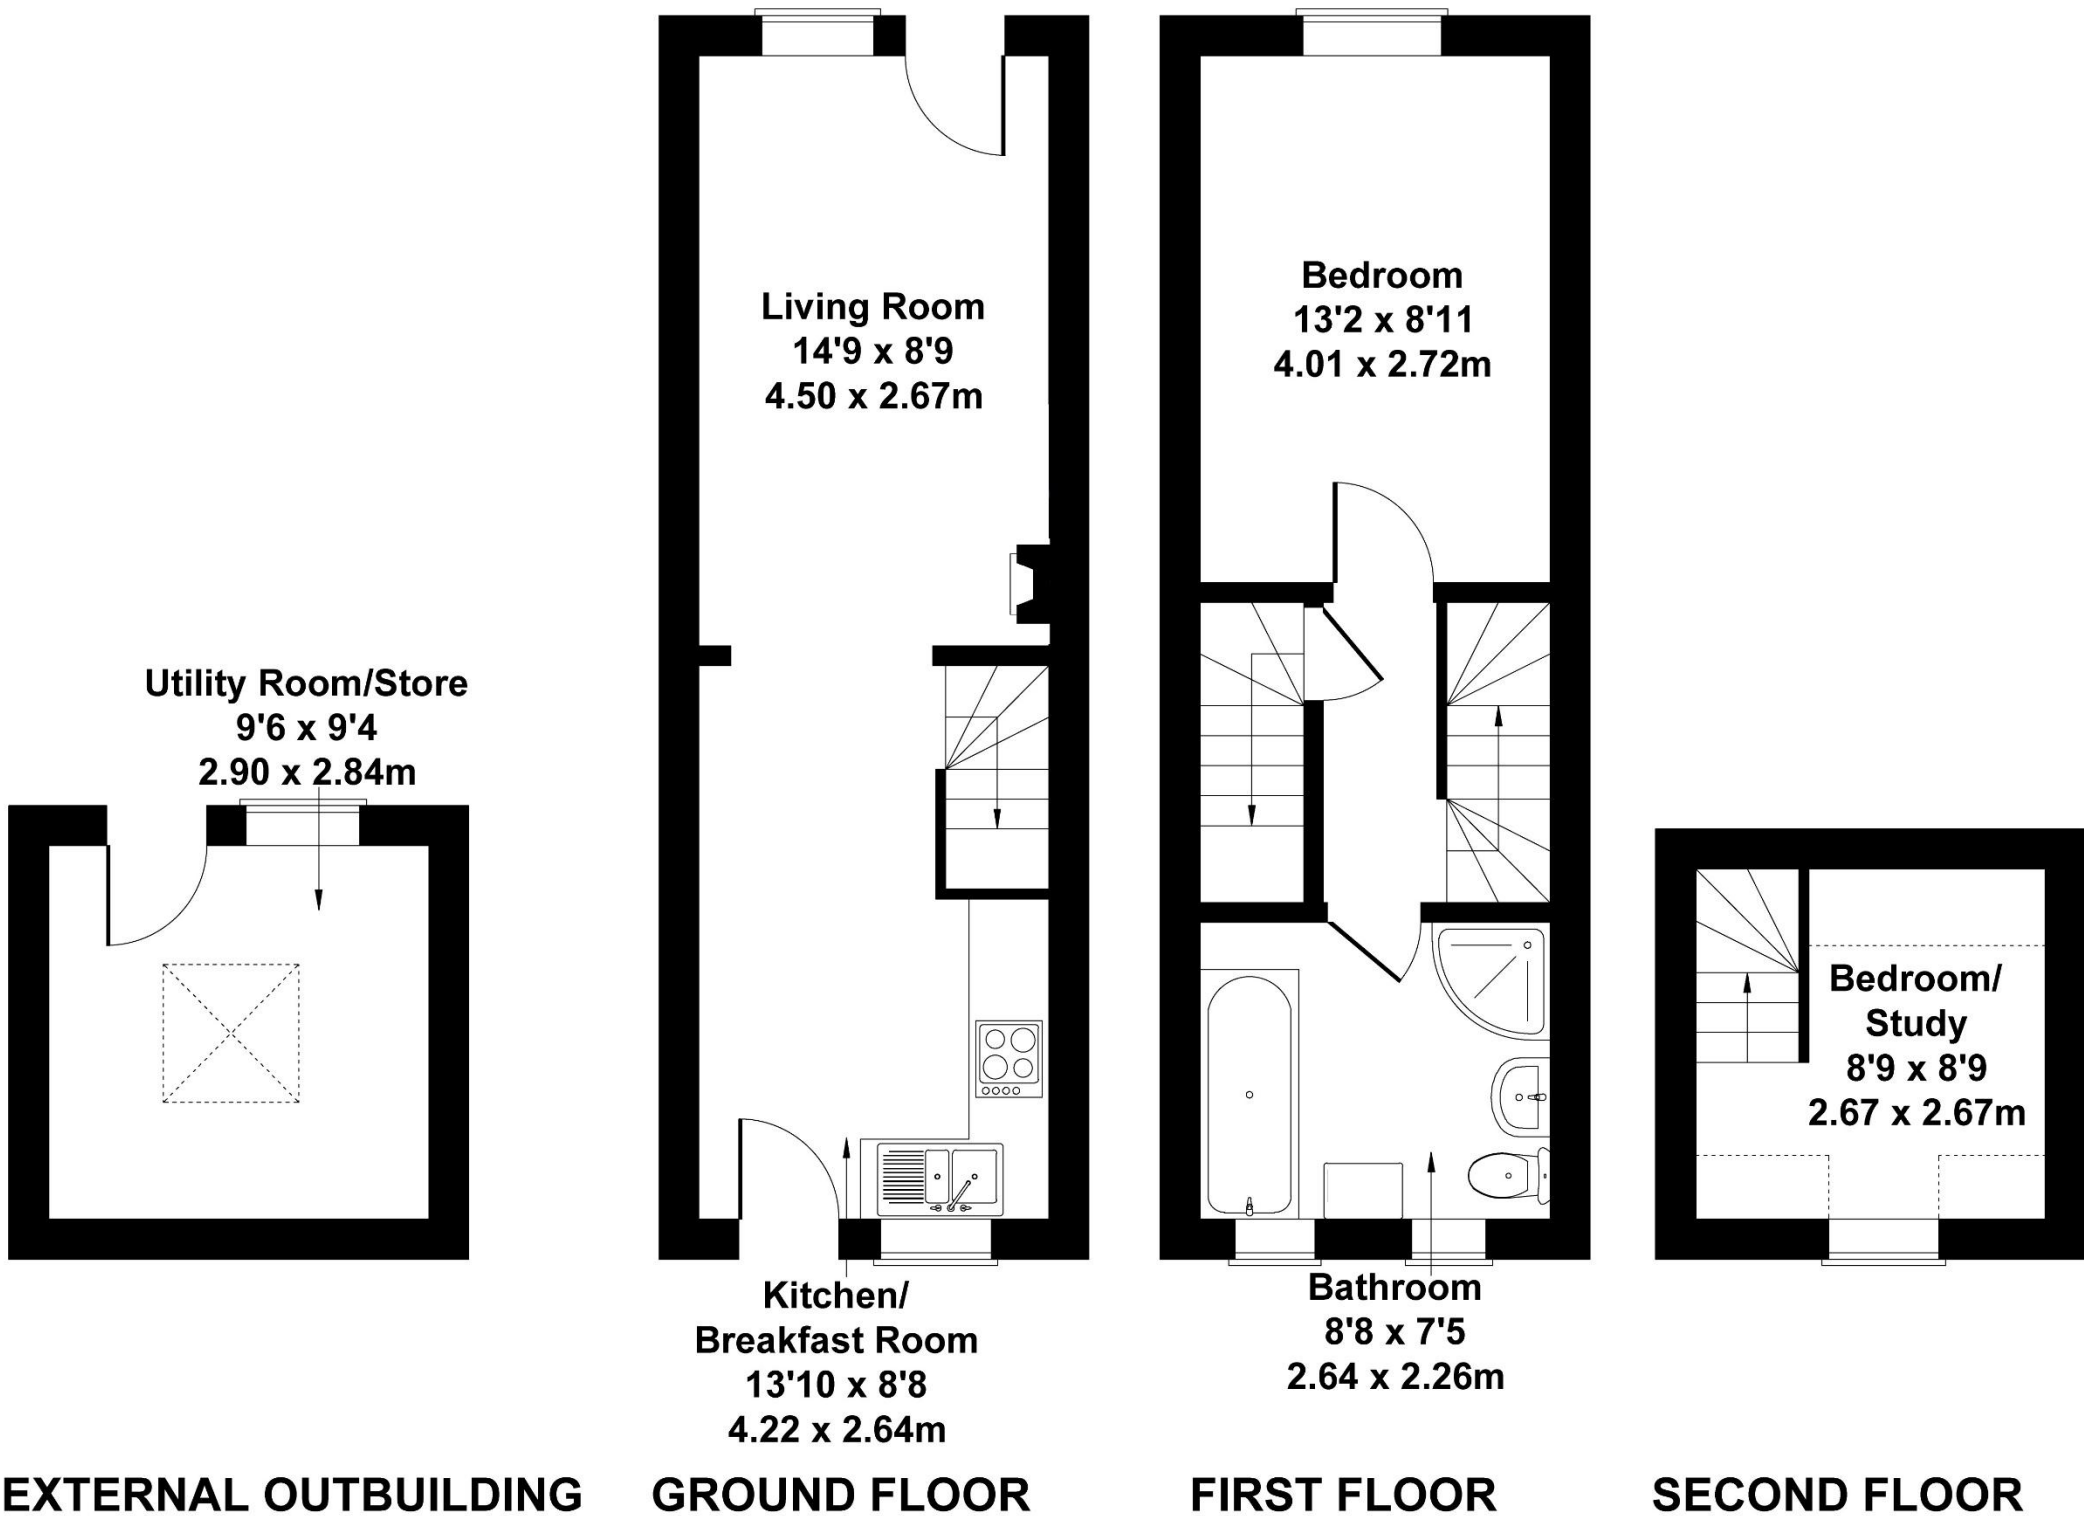 Utility Room/Store
9'6 x 9'4
2.90 x 2.84m
Living Room
14'9 x 8'9
4.50 x 2.67m
Kitchen/
Breakfast Room
13'10 x 8'8
4.22 x 2.64m
Bedroom
13'2 x 8'11
4.01 x 2.72m
Bathroom
8'8 x 7'5
2.64 x 2.26m
Bedroom/
Study
8'9 x 8'9
2.67 x 2.67m
EXTERNAL OUTBUILDING
GROUND FLOOR
FIRST FLOOR
SECOND FLOOR